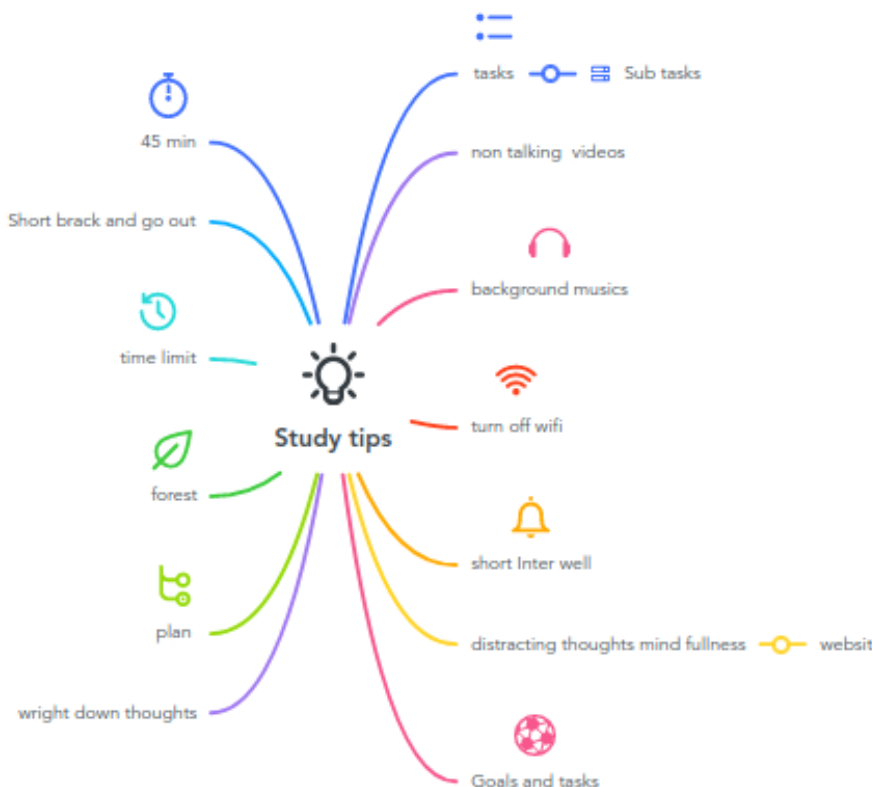 Study tips
tasks
Sub tasks
non talking videos
background musics
turn off wifi
short Inter well
distracting thoughts mind fullness
websit
Goals and tasks
45 min
Short brack and go out
time limit
forest
plan
wright down thoughts